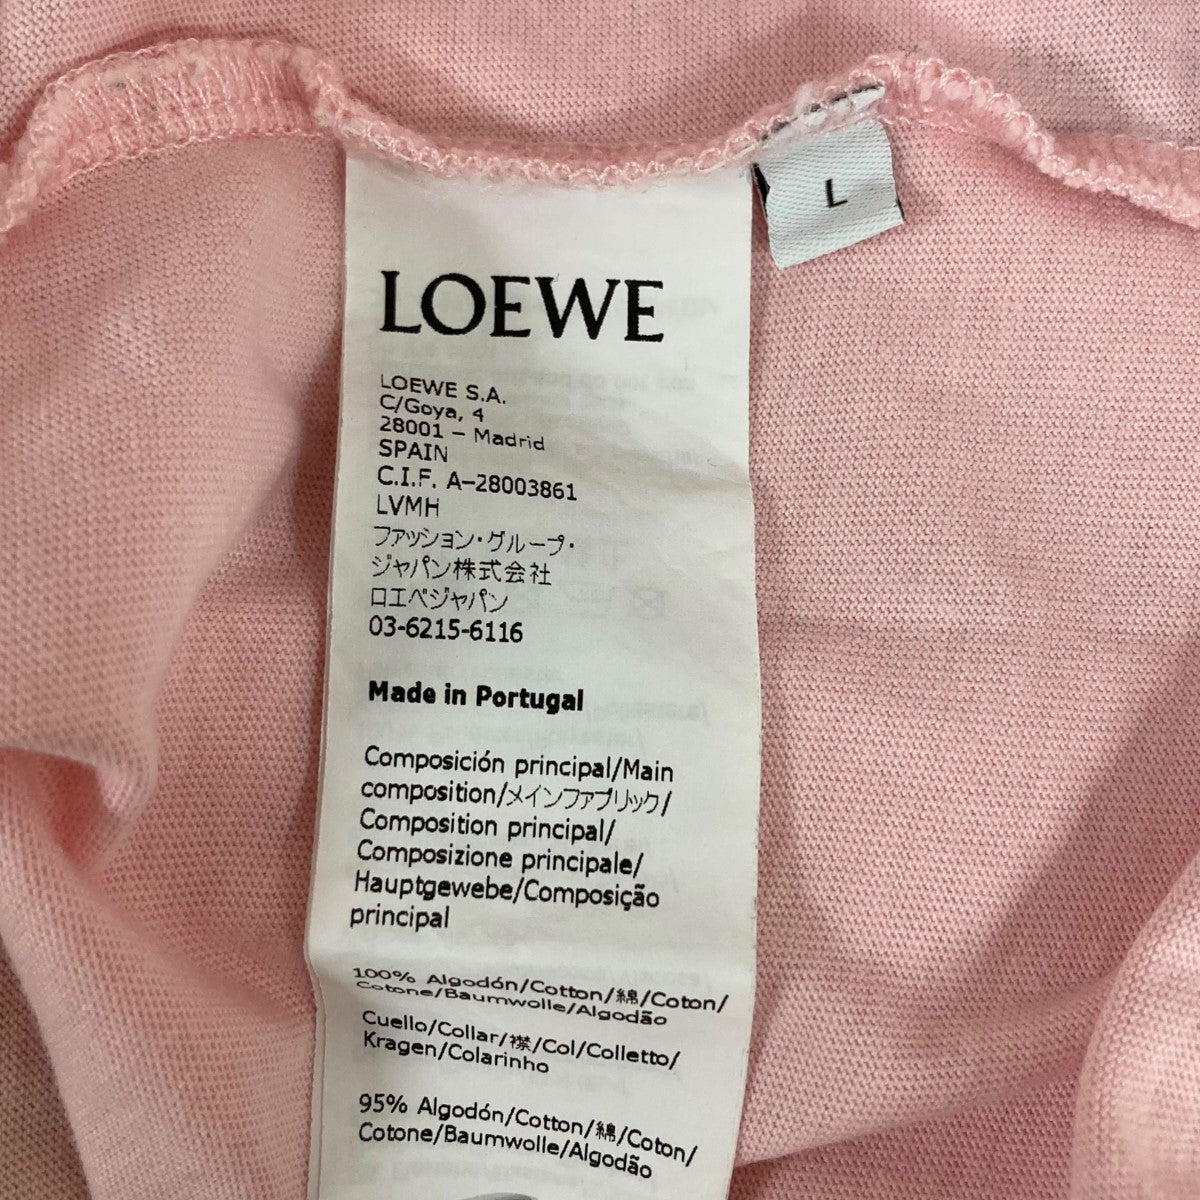 L
LOEWE
LOEWE S.A.
C/Goya, 4
28001 – Madrid
SPAIN
C.I.F. A–28003861
LVMH
ファッション・グループ・
ジャパン株式会社
ロエベジャパン
03-6215-6116
Made in Portugal
Composición principal/Main
composition/メインファブリック/
Composition principal/
Composizione principale/
Hauptgewebe/Composição
principal
100% Algodón/Cotton/綿/Coton/
Cotone/Baumwolle/Algodão
Cuello/Collar/襟/Col/Colletto/
Kragen/Colarinho
95% Algodón/Cotton/綿/Coton/
Cotone/Baumwolle/Algodão